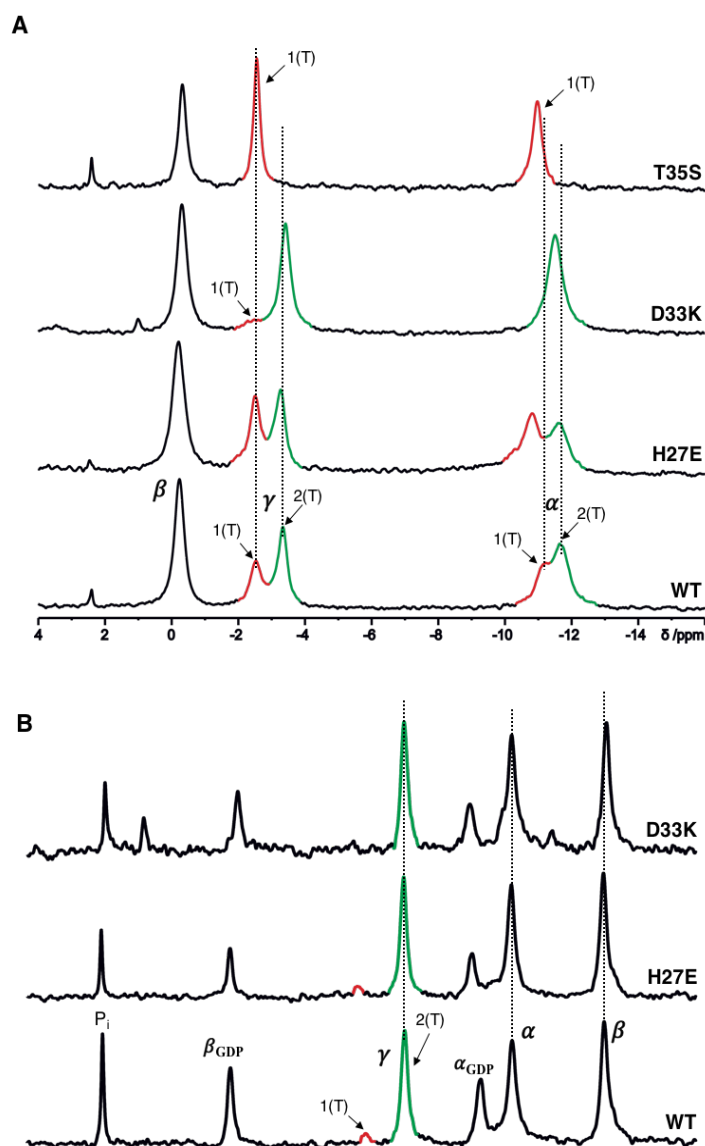 A
1(T)
1(T)
T35S
1(T)
D33K
H27E
β
γ
α
1(T)
2(T)
1(T)
2(T)
WT
4 2 0 -2 -4 -6 -8 -10 -12 -14 δ /ppm
B
D33K
H27E
Pi
βGDP
1(T)
γ
2(T)
αGDP
α
β
WT